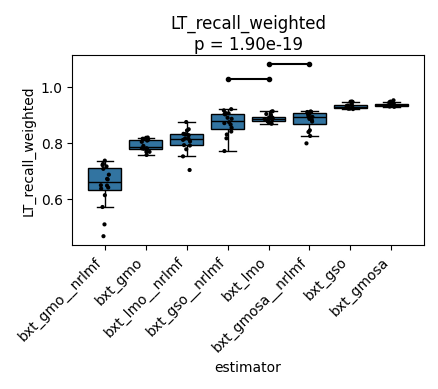 LT_recall_weighted
p = 1.90e-19
LT_recall_weighted
1.0
0.8
0.6
bxt_gmo__nrlmf
bxt_gmo
bxt_lmo__nrlmf
bxt_gso__nrlmf
bxt_lmo
bxt_gmosa__nrlmf
bxt_gso
bxt_gmosa
estimator